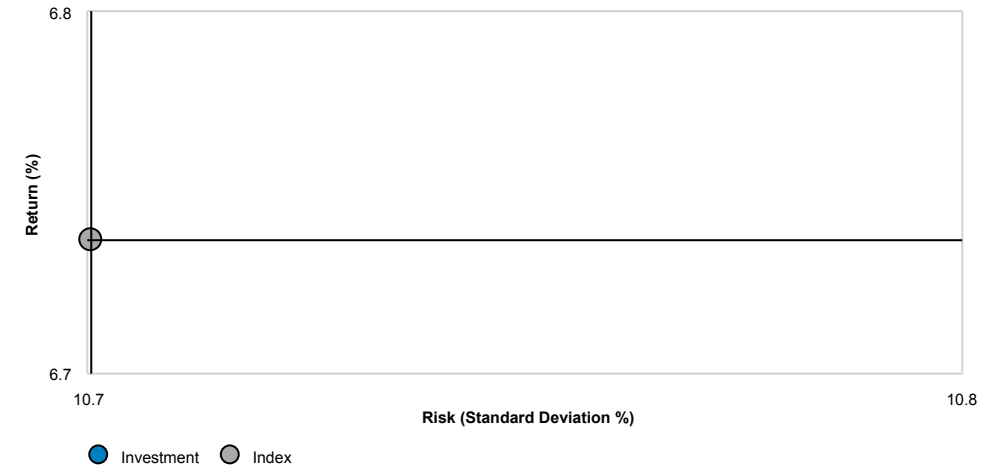 6.8
Return (%)
6.7
10.7
10.8
Risk (Standard Deviation %)
Investment Index